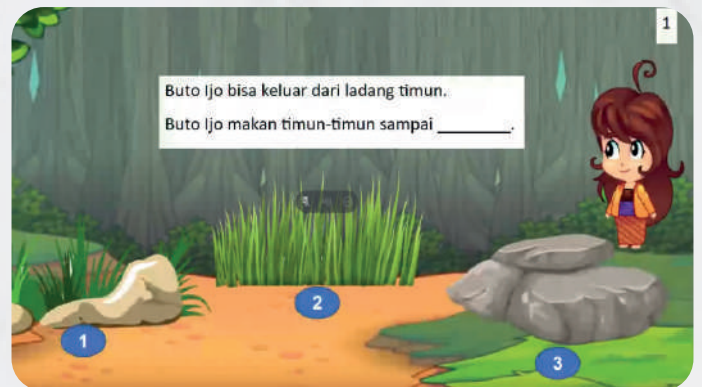 1
Buto Ijo bisa keluar dari ladang timun.
Buto Ijo makan timun-timun sampai ________.
2
1
3